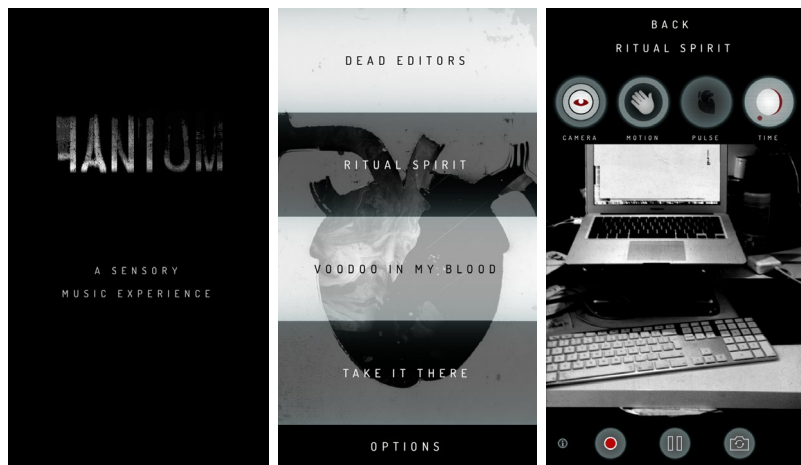 FANTOM
A SENSORY
MUSIC EXPERIENCE
DEAD EDITORS
RITUAL SPIRIT
VOODOO IN MY BLOOD
TAKE IT THERE
OPTIONS
BACK
RITUAL SPIRIT
CAMERA MOTION PULSE TIME